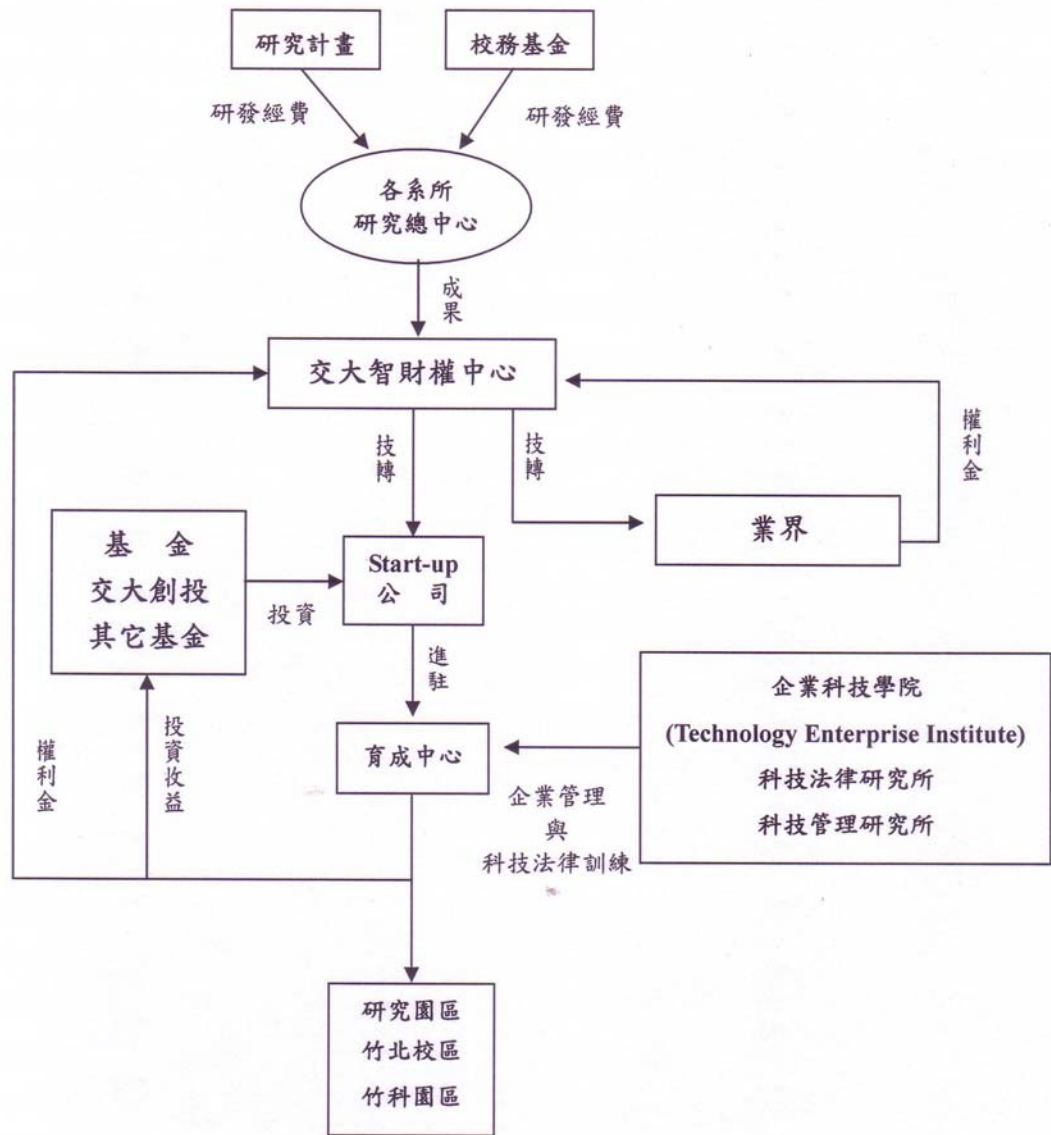 研究計畫
校務基金
研發經費
研發經費
各系所
研究總中心
成果
交大智財權中心
技轉
技轉
權利金
業界
基 金
交大創投
其它基金
投資
Start-up
公 司
進駐
企業科技學院
(Technology Enterprise Institute)
科技法律研究所
科技管理研究所
育成中心
權利金
投資收益
企業管理
與
科技法律訓練
研究園區
竹北校區
竹科園區